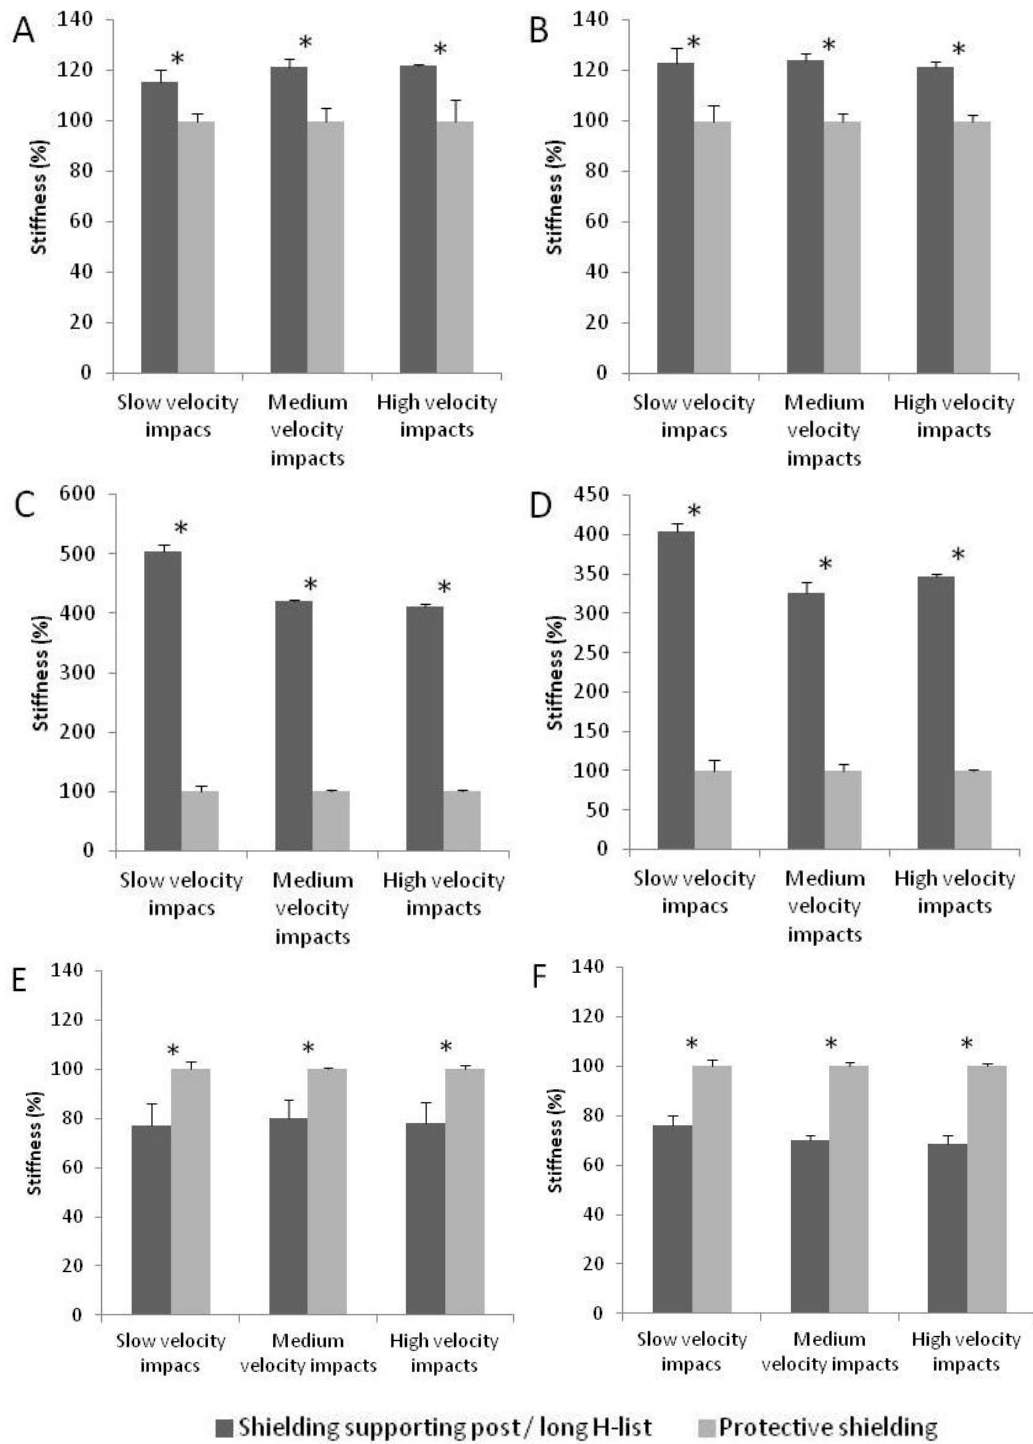 A
Stiffness (%)
140
120
100
80
60
40
20
0
*
*
*
Slow velocity
impacs
Medium
velocity
impacts
High velocity
impacts
B
Stiffness (%)
140
120
100
80
60
40
20
0
*
*
*
Slow velocity
impacs
Medium
velocity
impacts
High velocity
impacts
C
Stiffness (%)
600
500
400
300
200
100
0
*
*
*
Slow velocity
impacs
Medium
velocity
impacts
High velocity
impacts
D
Stiffness (%)
450
400
350
300
250
200
150
100
50
0
*
*
*
Slow velocity
impacs
Medium
velocity
impacts
High velocity
impacts
E
Stiffness (%)
140
120
100
80
60
40
20
0
*
*
*
Slow velocity
impacs
Medium
velocity impacts
High velocity
impacts
F
Stiffness (%)
140
120
100
80
60
40
20
0
*
*
*
Slow velocity
impacs
Medium
velocity impacts
High velocity
impacts
Shielding supporting post / long H-list
Protective shielding